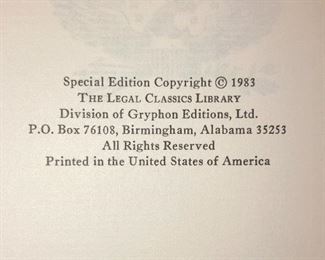 Special Edition Copyright © 1983
THE LEGAL CLASSICS LIBRARY
Division of Gryphon Editions, Ltd.
P.O. Box 76108, Birmingham, Alabama 35253
All Rights Reserved
Printed in the United States of America